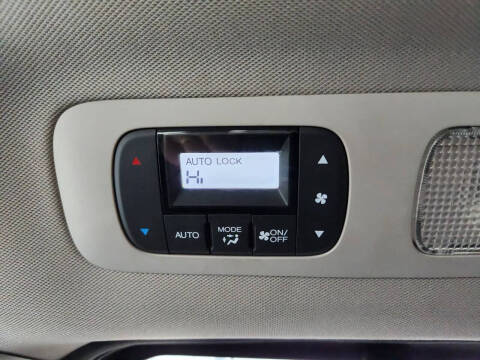 AUTO LOCK
Hi
AUTO
MODE
ON/
OFF